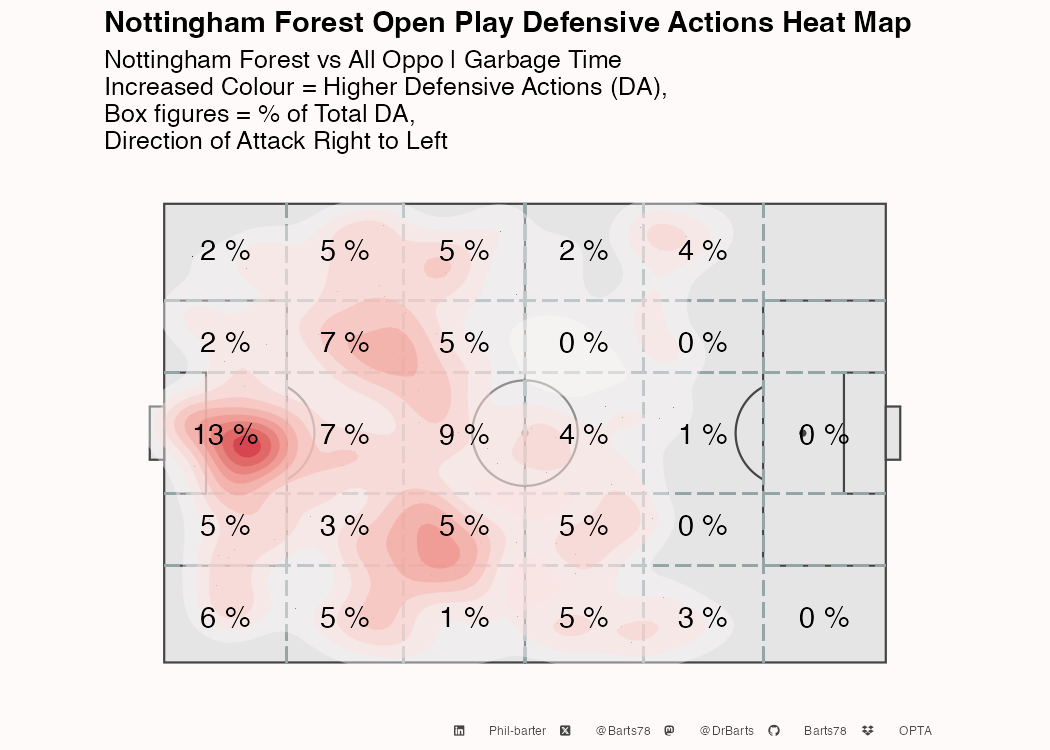 Nottingham Forest Open Play Defensive Actions Heat Map
Nottingham Forest vs All Oppo | Garbage Time
Increased Colour = Higher Defensive Actions (DA),
Box figures = % of Total DA,
Direction of Attack Right to Left
2 % 5 % 5 % 2 % 4 %
2 % 7 % 5 % 0 % 0 %
13 % 7 % 9 % 4 % 1 % 0 %
5 % 3 % 5 % 5 % 0 %
6 % 5 % 1 % 5 % 3 % 0 %
Phil-barter @Barts78 @DrBarts Barts78 OPTA